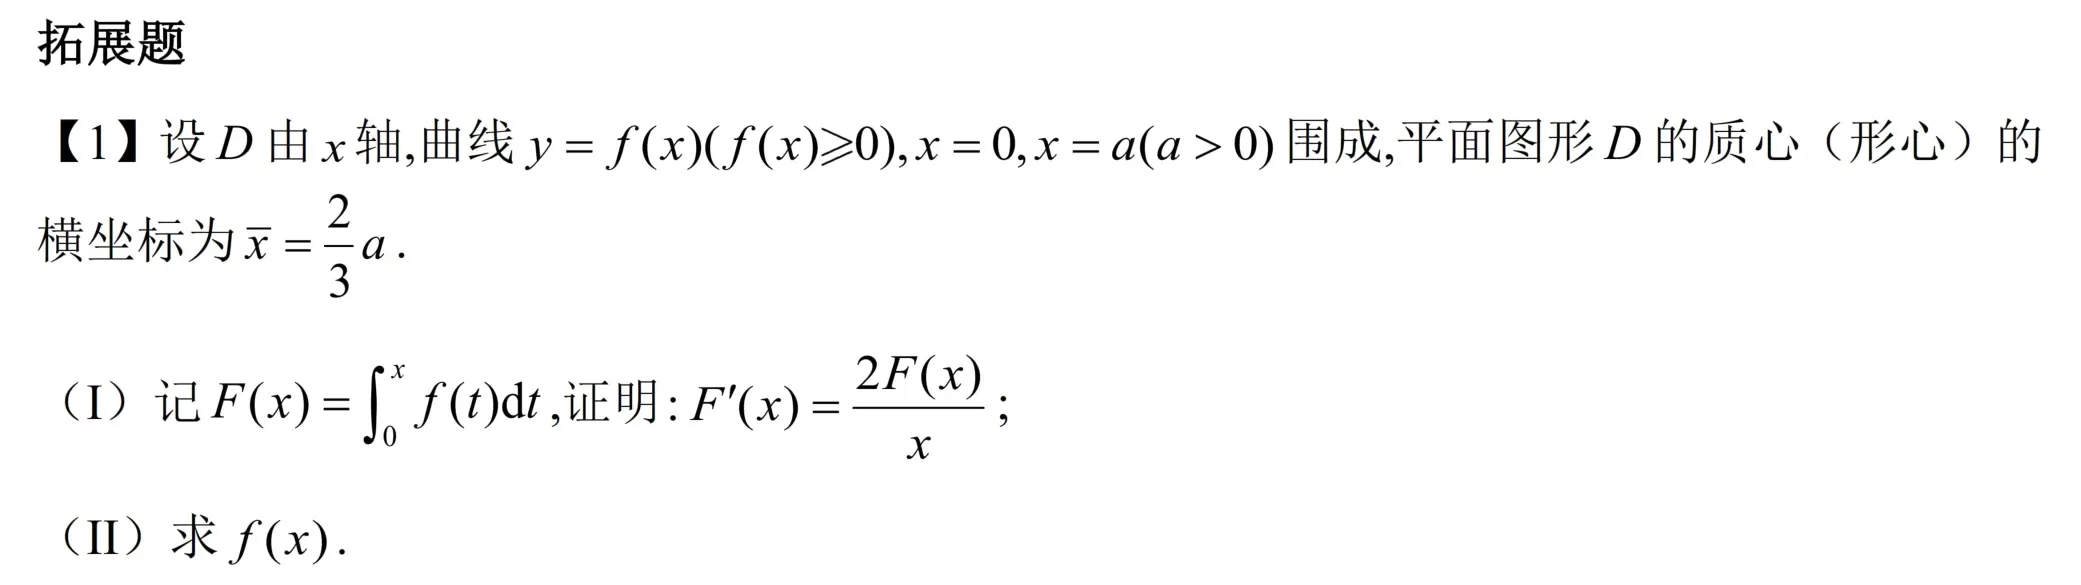 拓展题
【1】设 D 由 x 轴,曲线 y = f(x)(f(x)⩾0), x = 0, x = a(a > 0) 围成,平面图形 D 的质心（形心）的
横坐标为 x̄ = 2/3 a .
（I）记 F(x) = ∫₀ˣ f(t)dt ,证明: F′(x) = 2F(x)/x ;
（II）求 f(x) .